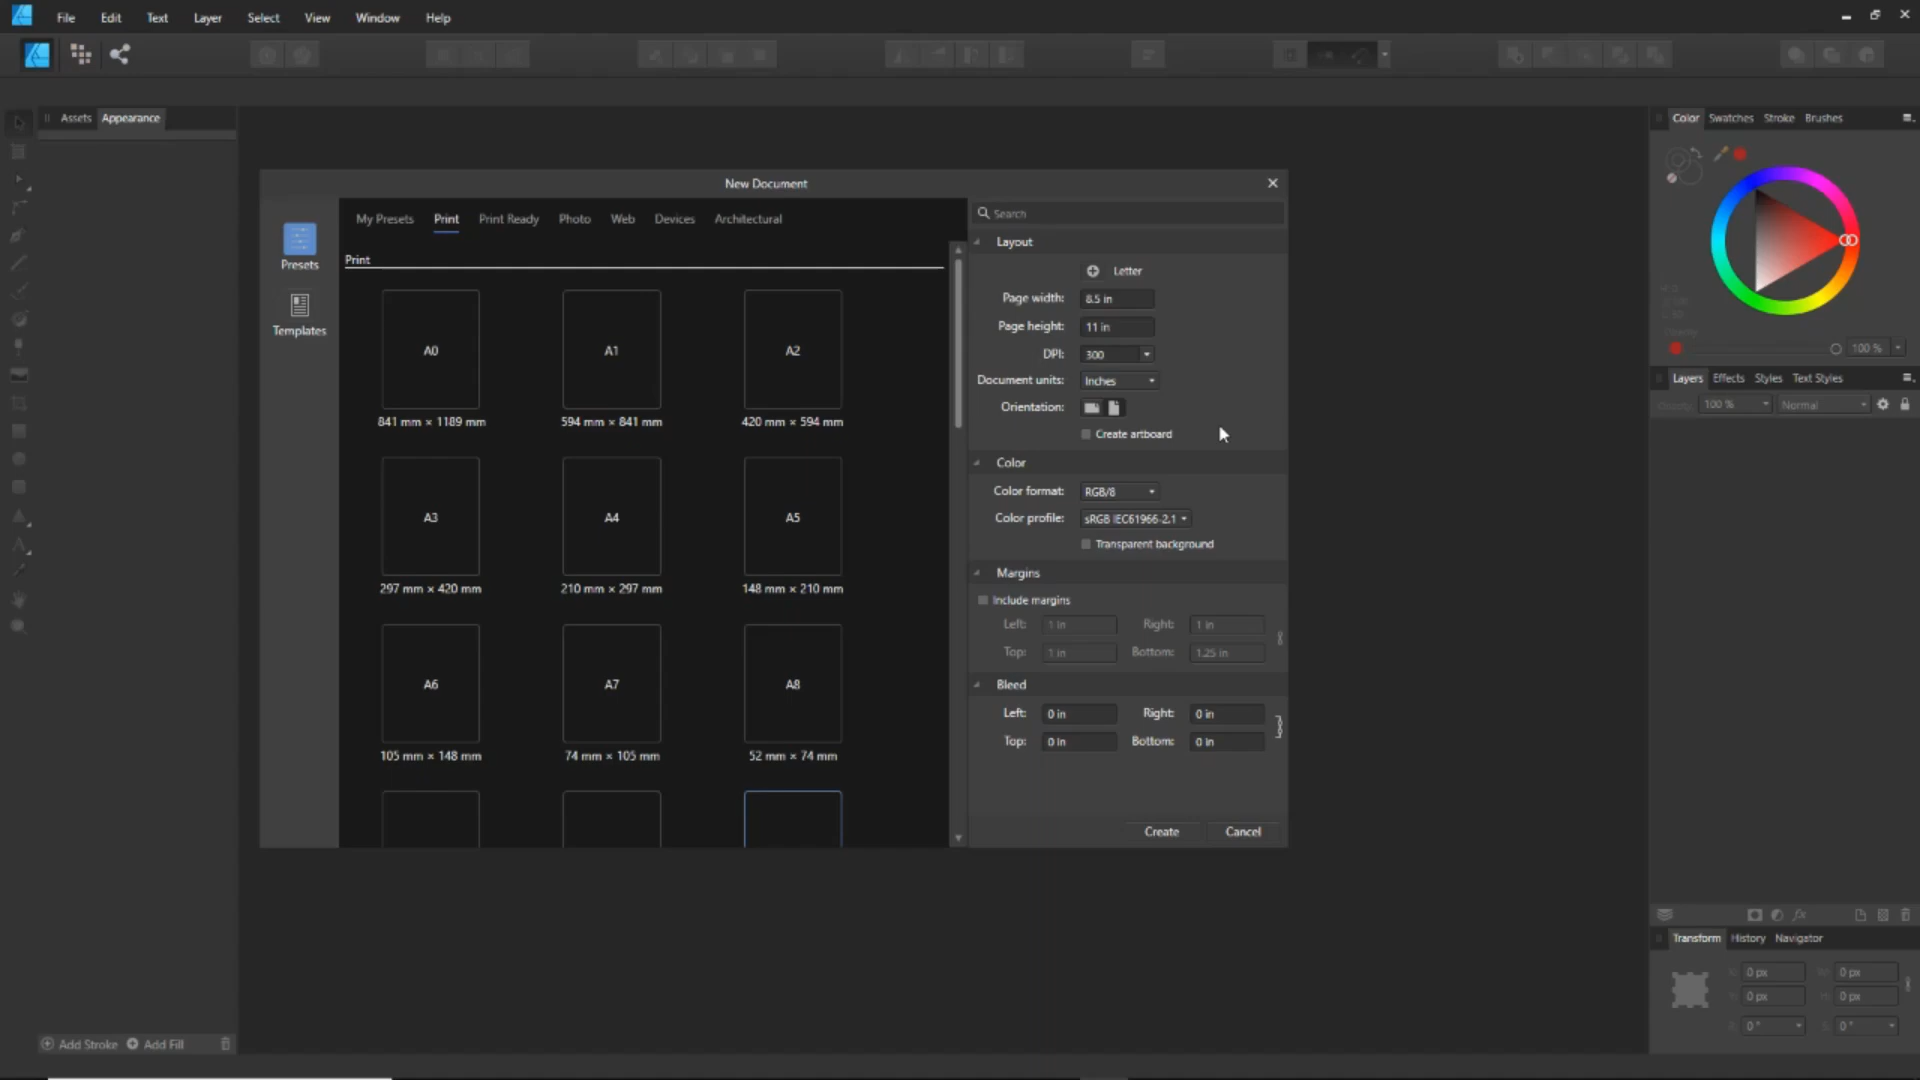 File Edit Text Layer Select View Window Help
Assets Appearance
Add Stroke Add Fill
New Document
Presets
Templates
My Presets Print Print Ready Photo Web Devices Architectural
Print
A0 A1 A2
841 mm × 1189 mm 594 mm × 841 mm 420 mm × 594 mm
A3 A4 A5
297 mm × 420 mm 210 mm × 297 mm 148 mm × 210 mm
A6 A7 A8
105 mm × 148 mm 74 mm × 105 mm 52 mm × 74 mm
Search
Layout
Letter
Page width: 8.5 in
Page height: 11 in
DPI: 300
Document units: Inches
Orientation:
Create artboard
Color
Color format: RGB/8
Color profile: sRGB IEC61966-2.1
Transparent background
Margins
Include margins
Left: 1 in Right: 1 in
Top: 1 in Bottom: 1.25 in
Bleed
Left: 0 in Right: 0 in
Top: 0 in Bottom: 0 in
Create Cancel
Color Swatches Stroke Brushes
Opacity
100 %
Layers Effects Styles Text Styles
Opacity: 100 % Normal
fx
Transform History Navigator
X: 0 px W: 0 px
Y: 0 px H: 0 px
R: 0 ° S: 0 °